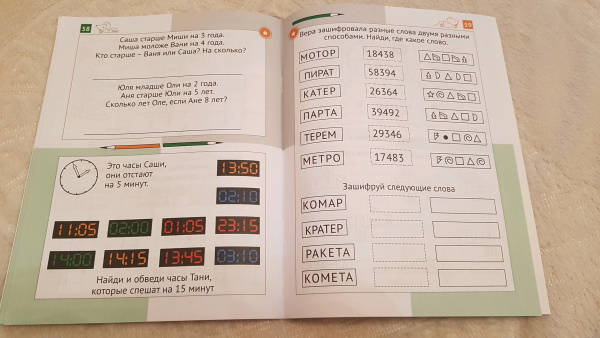 58
Саша старше Миши на 3 года.
Миша моложе Вани на 4 года.
Кто старше – Ваня или Саша? На сколько?
Юля младше Оли на 2 года.
Аня старше Юли на 5 лет.
Сколько лет Оле, если Ане 8 лет?
Это часы Саши,
они отстают
на 5 минут.
13:50
02:10
11:05 02:00 01:05 23:15
14:00 14:15 13:45 03:10
Найди и обведи часы Тани,
которые спешат на 15 минут
59
Вера зашифровала разные слова двумя разными
способами. Найди, где какое слово.
МОТОР 18438
ПИРАТ 58394
КАТЕР 26364
ПАРТА 39492
ТЕРЕМ 29346
МЕТРО 17483
Зашифруй следующие слова
КОМАР
КРАТЕР
РАКЕТА
КОМЕТА